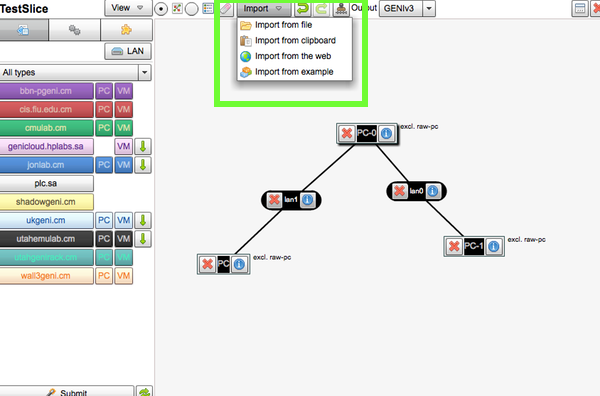 TestSlice
View
Import
Output
GENIv3
Import from file
Import from clipboard
Import from the web
Import from example
LAN
All types
bbn-pgeni.cm PC VM
cis.fiu.edu.cm PC VM
cmulab.cm PC VM
genicloud.hplabs.sa VM
jonlab.cm PC VM
plc.sa
shadowgeni.cm
ukgeni.cm PC VM
utahemulab.cm PC VM
utahgenirack.cm PC VM
wall3geni.cm PC VM
Submit
PC-0
excl. raw-pc
lan1
lan0
PC
excl. raw-pc
PC-1
excl. raw-pc